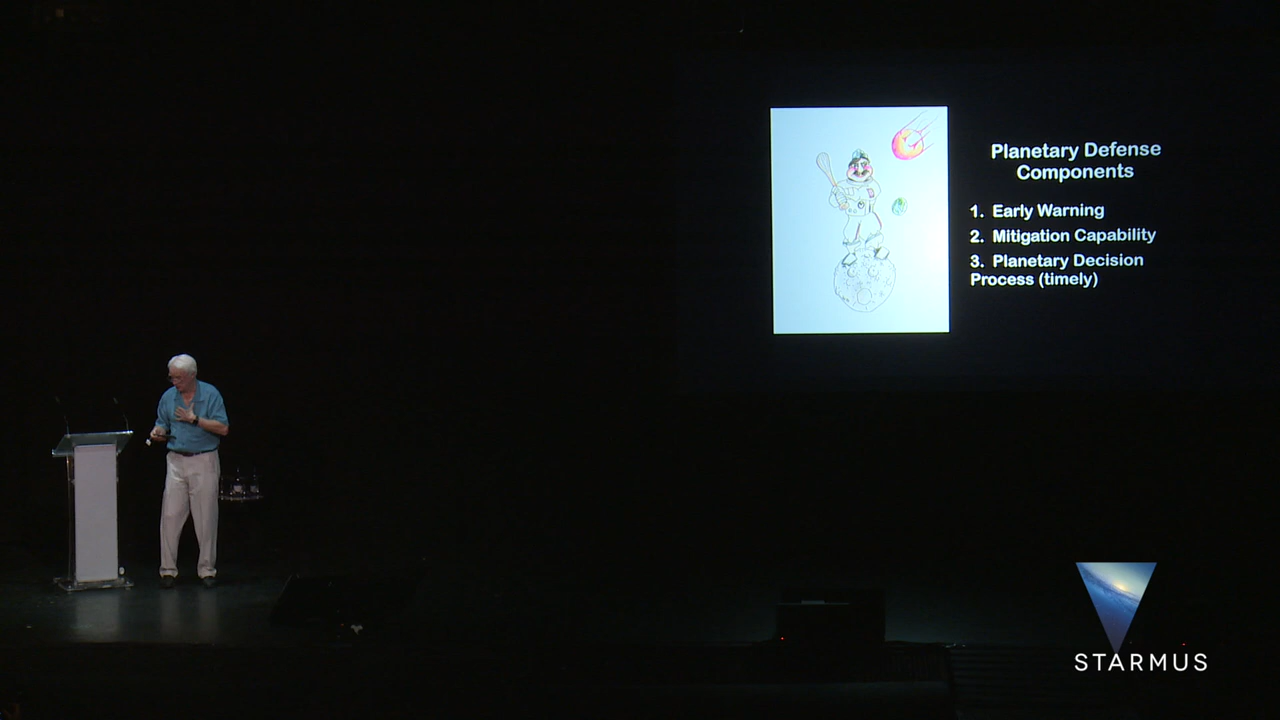 Planetary Defense
Components
1. Early Warning
2. Mitigation Capability
3. Planetary Decision
Process (timely)
STARMUS